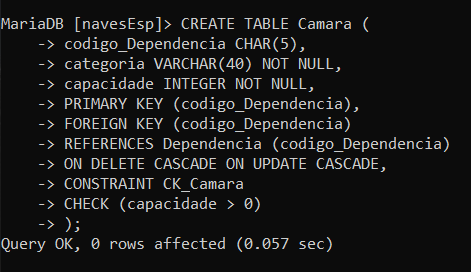 MariaDB [navesEsp]> CREATE TABLE Camara (
    -> codigo_Dependencia CHAR(5),
    -> categoria VARCHAR(40) NOT NULL,
    -> capacidade INTEGER NOT NULL,
    -> PRIMARY KEY (codigo_Dependencia),
    -> FOREIGN KEY (codigo_Dependencia)
    -> REFERENCES Dependencia (codigo_Dependencia)
    -> ON DELETE CASCADE ON UPDATE CASCADE,
    -> CONSTRAINT CK_Camara
    -> CHECK (capacidade > 0)
    -> );
Query OK, 0 rows affected (0.057 sec)